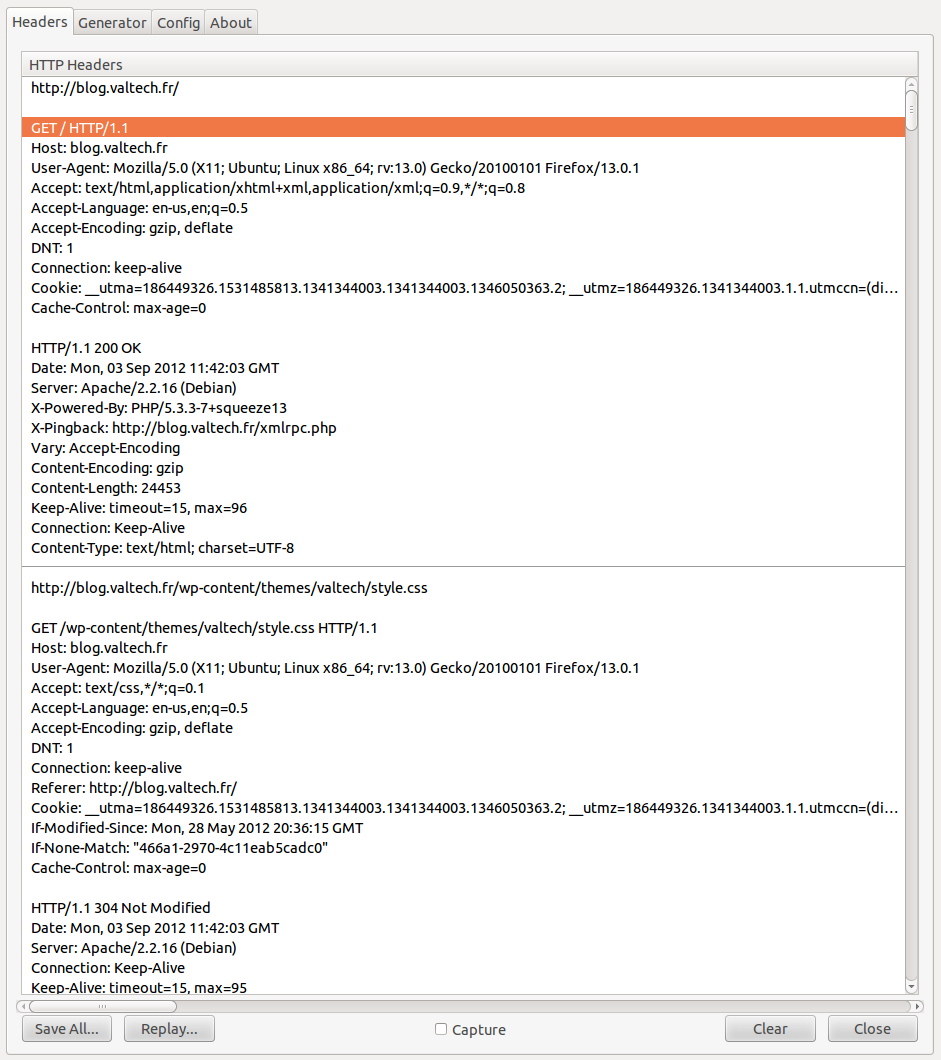 Headers Generator Config About
HTTP Headers
http://blog.valtech.fr/
GET / HTTP/1.1
Host: blog.valtech.fr
User-Agent: Mozilla/5.0 (X11; Ubuntu; Linux x86_64; rv:13.0) Gecko/20100101 Firefox/13.0.1
Accept: text/html,application/xhtml+xml,application/xml;q=0.9,*/*;q=0.8
Accept-Language: en-us,en;q=0.5
Accept-Encoding: gzip, deflate
DNT: 1
Connection: keep-alive
Cookie: __utma=186449326.1531485813.1341344003.1341344003.1346050363.2; __utmz=186449326.1341344003.1.1.utmccn=(di...
Cache-Control: max-age=0
HTTP/1.1 200 OK
Date: Mon, 03 Sep 2012 11:42:03 GMT
Server: Apache/2.2.16 (Debian)
X-Powered-By: PHP/5.3.3-7+squeeze13
X-Pingback: http://blog.valtech.fr/xmlrpc.php
Vary: Accept-Encoding
Content-Encoding: gzip
Content-Length: 24453
Keep-Alive: timeout=15, max=96
Connection: Keep-Alive
Content-Type: text/html; charset=UTF-8
http://blog.valtech.fr/wp-content/themes/valtech/style.css
GET /wp-content/themes/valtech/style.css HTTP/1.1
Host: blog.valtech.fr
User-Agent: Mozilla/5.0 (X11; Ubuntu; Linux x86_64; rv:13.0) Gecko/20100101 Firefox/13.0.1
Accept: text/css,*/*;q=0.1
Accept-Language: en-us,en;q=0.5
Accept-Encoding: gzip, deflate
DNT: 1
Connection: keep-alive
Referer: http://blog.valtech.fr/
Cookie: __utma=186449326.1531485813.1341344003.1341344003.1346050363.2; __utmz=186449326.1341344003.1.1.utmccn=(di...
If-Modified-Since: Mon, 28 May 2012 20:36:15 GMT
If-None-Match: "466a1-2970-4c11eab5cadc0"
Cache-Control: max-age=0
HTTP/1.1 304 Not Modified
Date: Mon, 03 Sep 2012 11:42:03 GMT
Server: Apache/2.2.16 (Debian)
Connection: Keep-Alive
Keep-Alive: timeout=15, max=95
Save All... Replay... Capture Clear Close